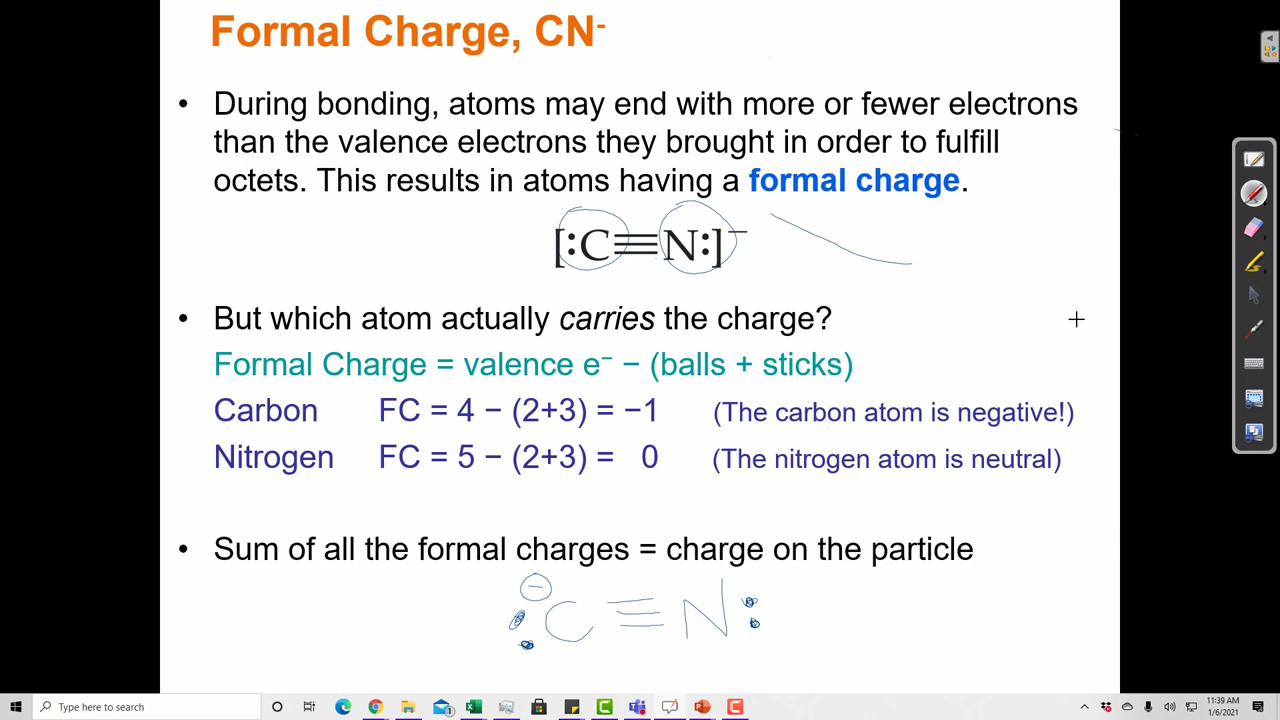 Formal Charge, CN⁻
• During bonding, atoms may end with more or fewer electrons
than the valence electrons they brought in order to fulfill
octets. This results in atoms having a formal charge.
[:C≡N:]⁻
• But which atom actually carries the charge?
Formal Charge = valence e⁻ − (balls + sticks)
Carbon FC = 4 − (2+3) = −1 (The carbon atom is negative!)
Nitrogen FC = 5 − (2+3) = 0 (The nitrogen atom is neutral)
• Sum of all the formal charges = charge on the particle
⊖
:C≡N:
Type here to search
11:39 AM
1/6/2021